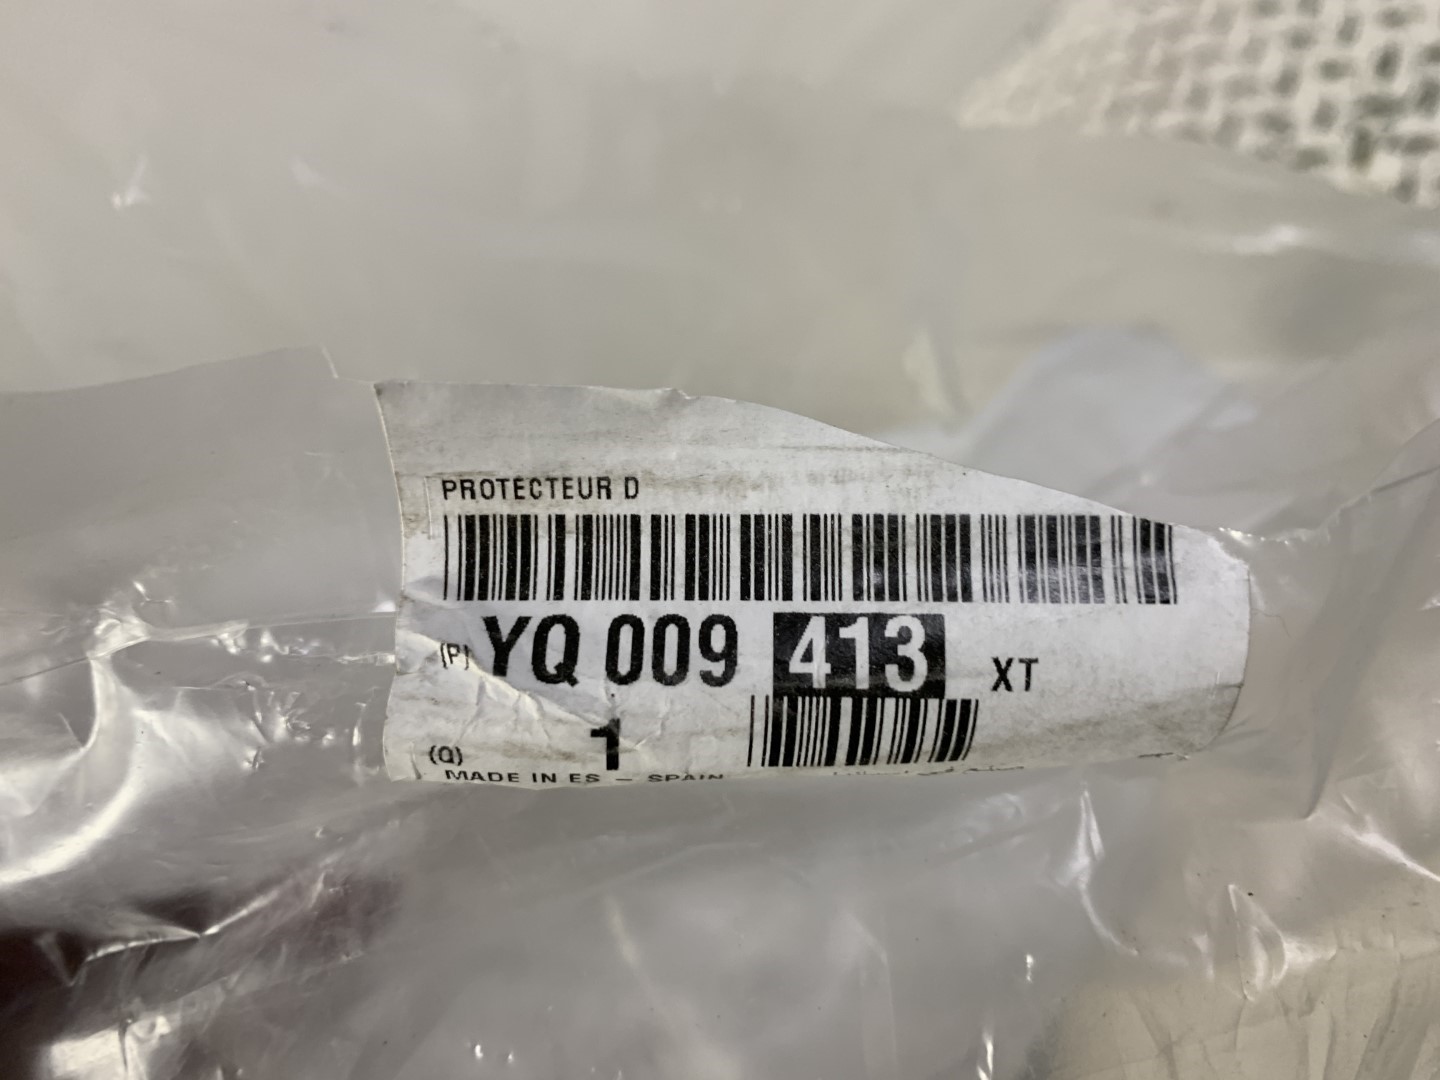 PROTECTEUR D
(P) YQ 009 413 XT
(Q) 1
MADE IN ES – SPAIN